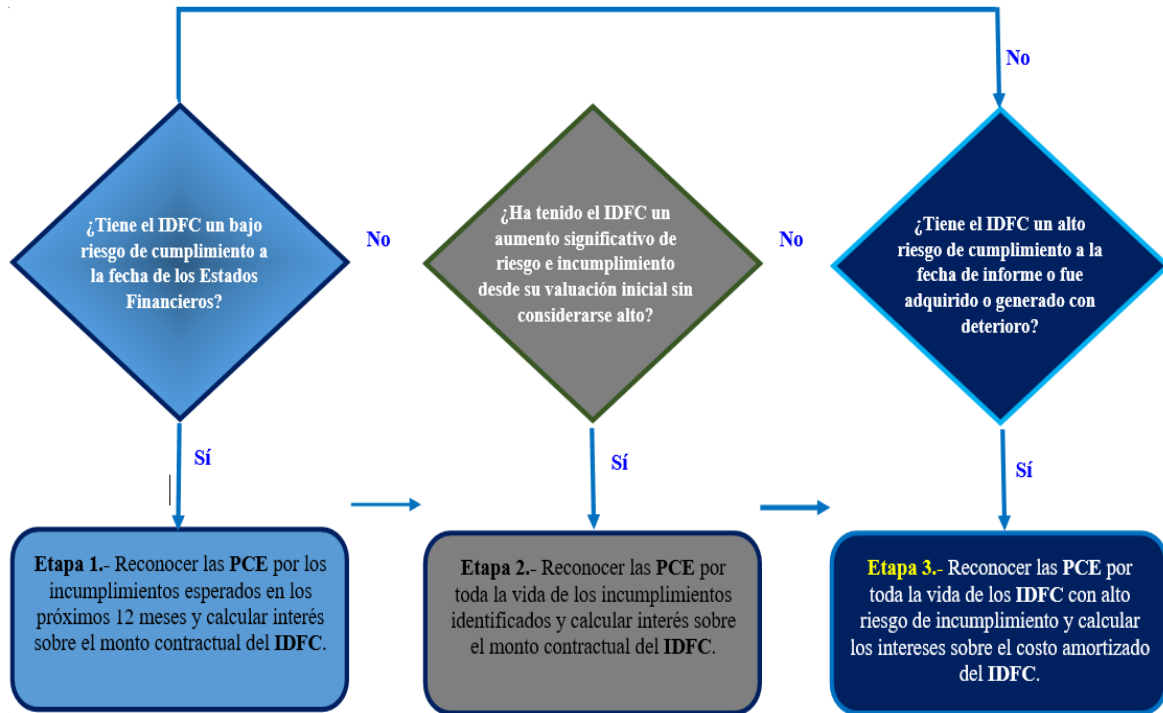 No
¿Tiene el IDFC un bajo
riesgo de cumplimiento a
la fecha de los Estados
Financieros?
No
¿Ha tenido el IDFC un
aumento significativo de
riesgo e incumplimiento
desde su valuación inicial sin
considerarse alto?
No
¿Tiene el IDFC un alto
riesgo de cumplimiento a la
fecha de informe o fue
adquirido o generado con
deterioro?
Sí
Sí
Sí
Etapa 1.- Reconocer las PCE por los
incumplimientos esperados en los
próximos 12 meses y calcular interés
sobre el monto contractual del IDFC.
Etapa 2.- Reconocer las PCE por
toda la vida de los incumplimientos
identificados y calcular interés sobre
el monto contractual del IDFC.
Etapa 3.- Reconocer las PCE por
toda la vida de los IDFC con alto
riesgo de incumplimiento y calcular
los intereses sobre el costo amortizado
del IDFC.